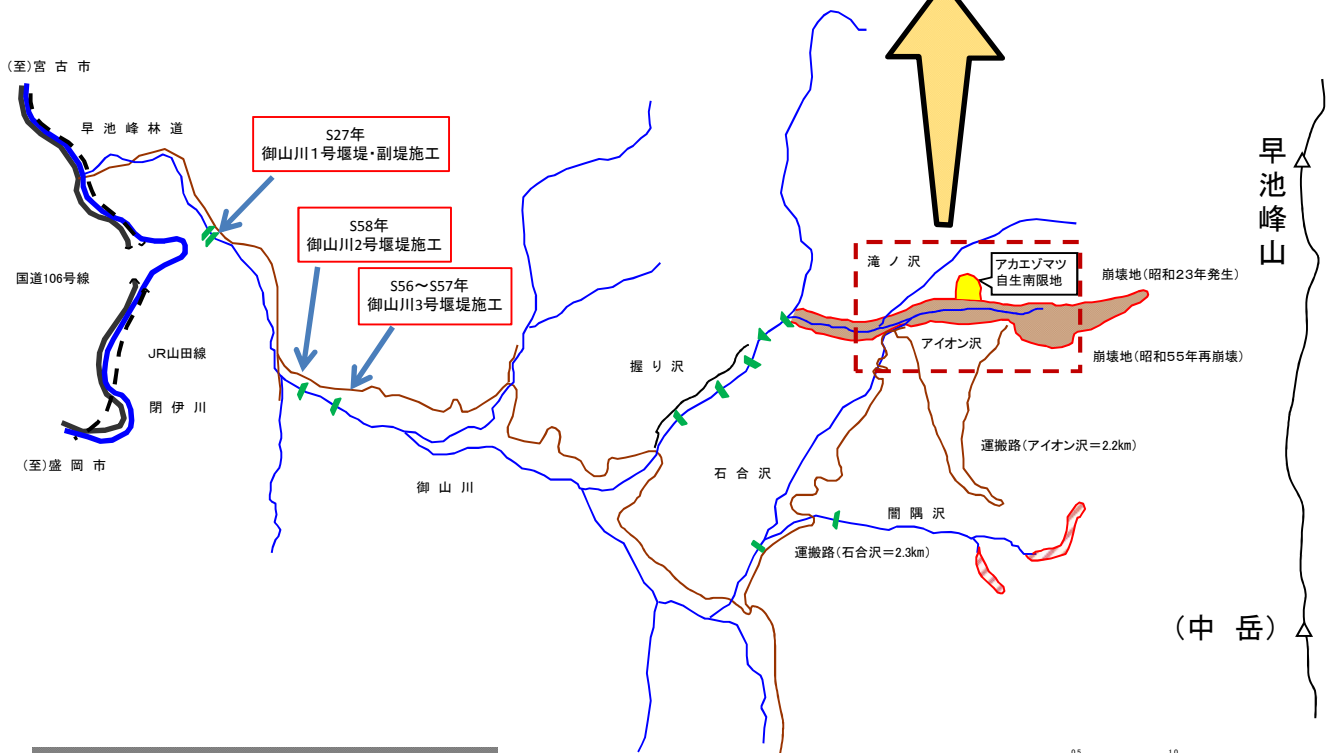 (至)宮古市
早池峰林道
S27年
御山川1号堰堤・副堤施工
S58年
御山川2号堰堤施工
S56～S57年
御山川3号堰堤施工
国道106号線
JR山田線
閉伊川
(至)盛岡市
御山川
握り沢
石合沢
滝ノ沢
アカエゾマツ
自生南限地
アイオン沢
崩壊地(昭和23年発生)
崩壊地(昭和55年再崩壊)
運搬路(アイオン沢＝2.2km)
闇隅沢
運搬路(石合沢＝2.3km)
早池峰山
(中岳)
0.5 1.0